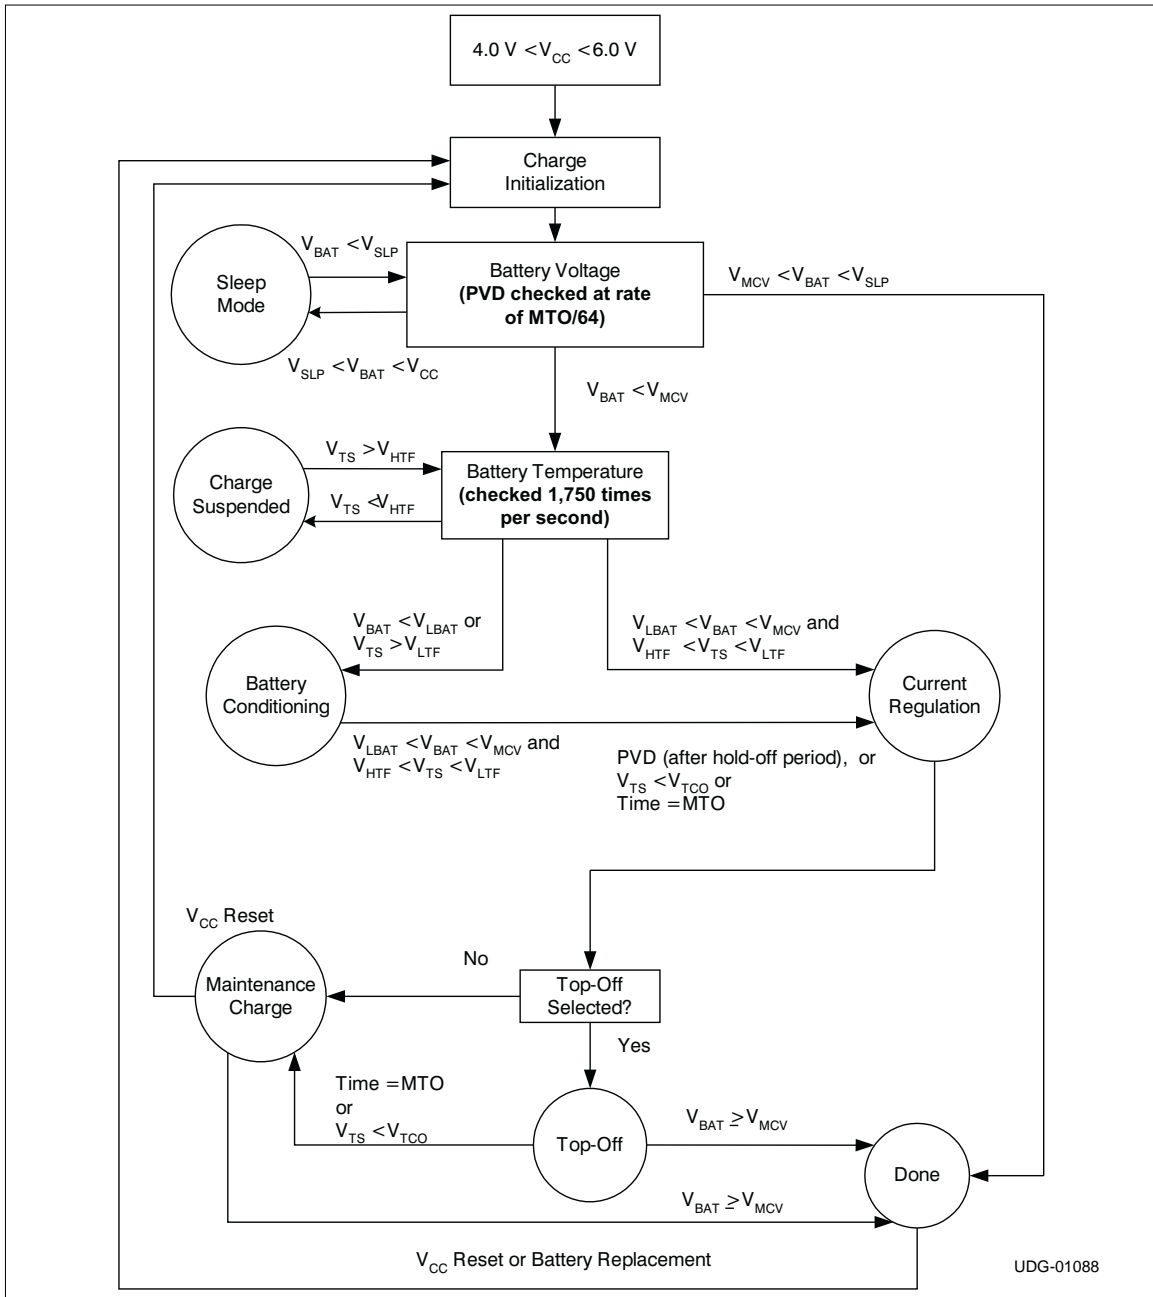 4.0 V <V_CC <6.0 V
Charge
Initialization
V_BAT <V_SLP
Sleep
Mode
Battery Voltage
(PVD checked at rate
of MTO/64)
V_MCV <V_BAT <V_SLP
V_SLP <V_BAT <V_CC
V_BAT <V_MCV
V_TS >V_HTF
Charge
Suspended
V_TS <V_HTF
Battery Temperature
(checked 1,750 times
per second)
V_BAT <V_LBAT or
V_TS >V_LTF
V_LBAT <V_BAT <V_MCV and
V_HTF <V_TS <V_LTF
Battery
Conditioning
Current
Regulation
V_LBAT <V_BAT <V_MCV and
V_HTF <V_TS <V_LTF
PVD (after hold-off period), or
V_TS <V_TCO or
Time =MTO
V_CC Reset
Maintenance
Charge
No
Top-Off
Selected?
Yes
Time =MTO
or
V_TS <V_TCO
Top-Off
V_BAT ≥V_MCV
Done
V_BAT ≥V_MCV
V_CC Reset or Battery Replacement
UDG-01088